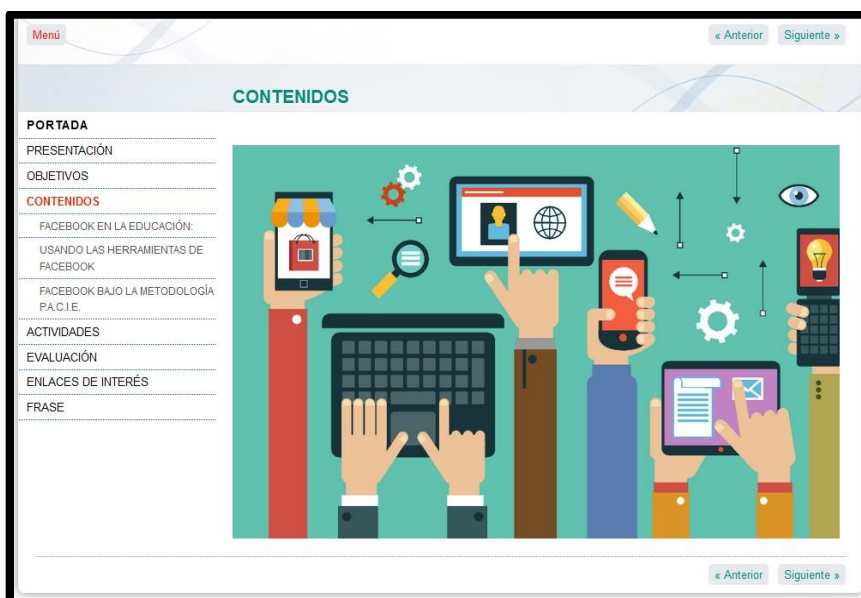 Menú
« Anterior
Siguiente »
CONTENIDOS
PORTADA
PRESENTACIÓN
OBJETIVOS
CONTENIDOS
FACEBOOK EN LA EDUCACIÓN:
USANDO LAS HERRAMIENTAS DE
FACEBOOK
FACEBOOK BAJO LA METODOLOGÍA
P.A.C.I.E.
ACTIVIDADES
EVALUACIÓN
ENLACES DE INTERÉS
FRASE
« Anterior
Siguiente »